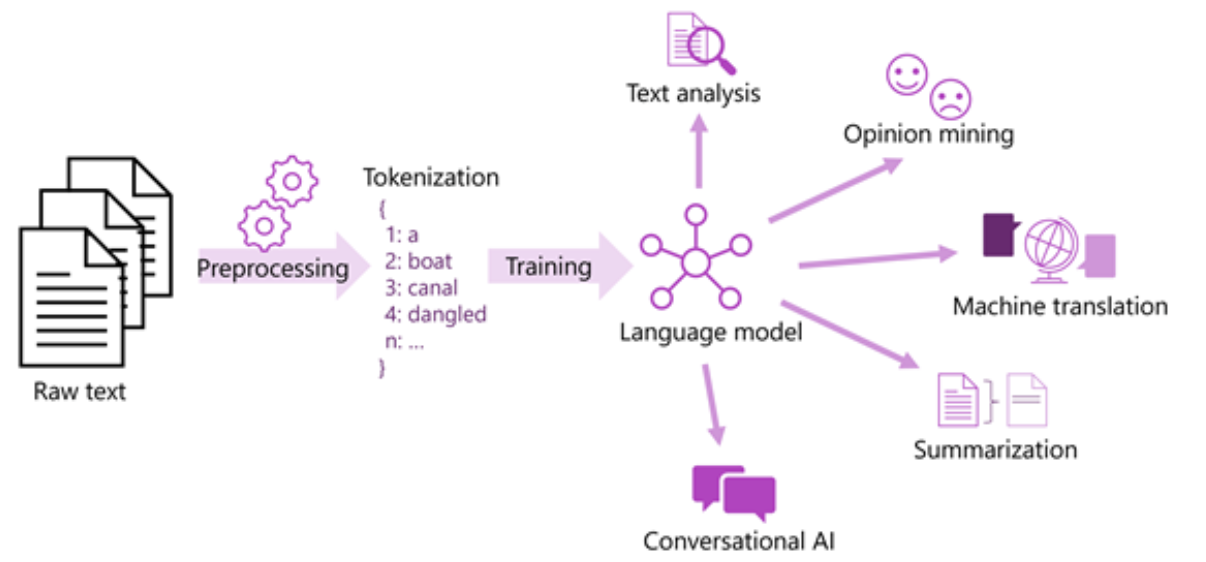 Raw text
Preprocessing
Tokenization
{
1: a
2: boat
3: canal
4: dangled
n: ...
}
Training
Language model
Text analysis
Opinion mining
Machine translation
Summarization
Conversational AI